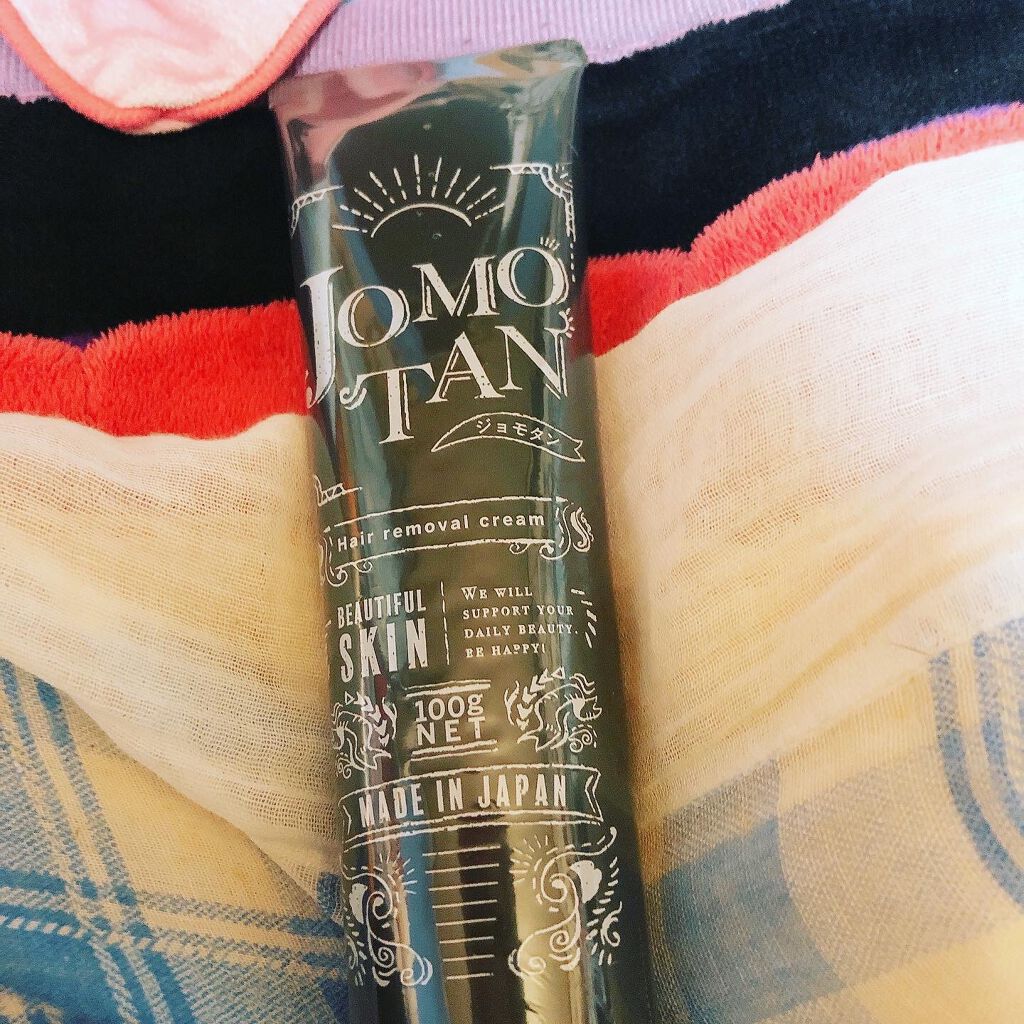 JOMO
TAN
ジョモタン
Hair removal cream
BEAUTIFUL
SKIN
WE WILL
SUPPORT YOUR
DAILY BEAUTY.
BE HAPPY!
100g
NET
MADE IN JAPAN